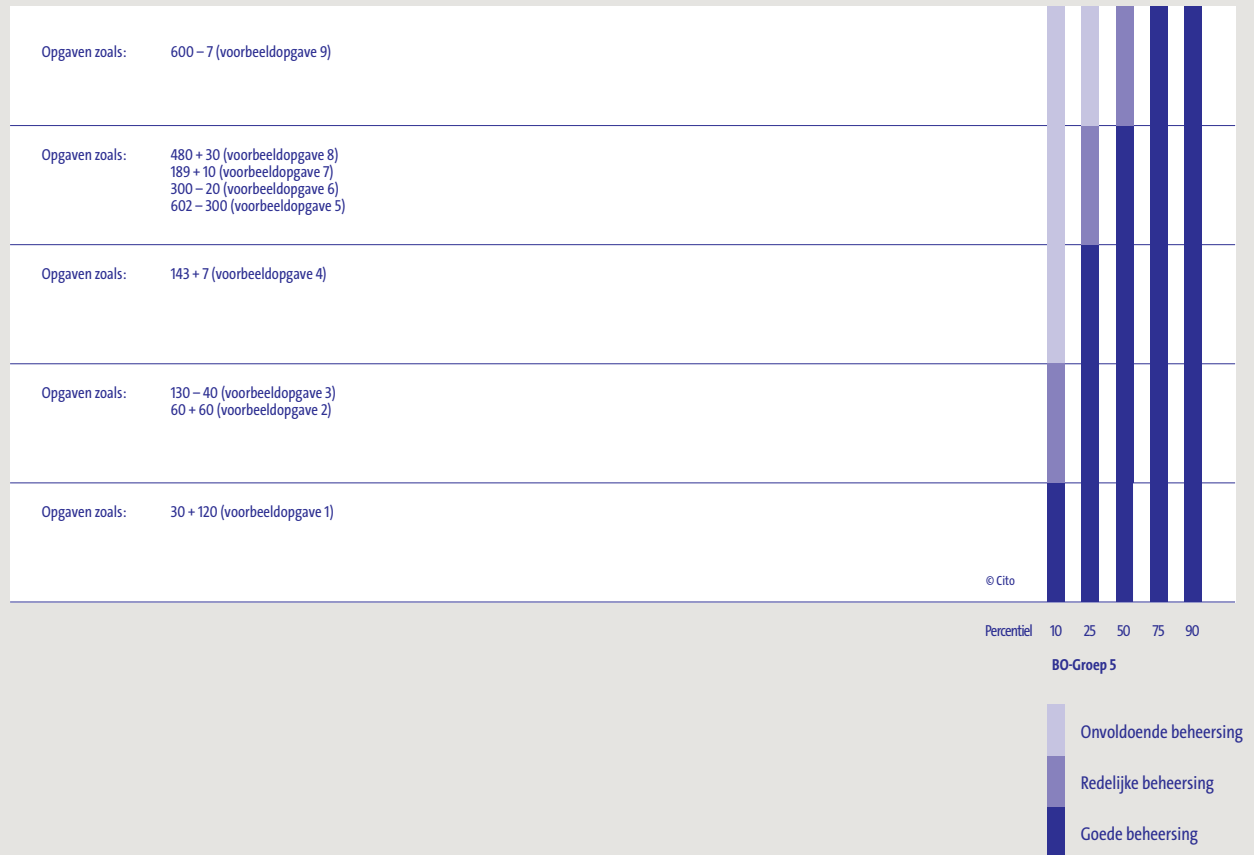 Opgaven zoals: 600 – 7 (voorbeeldopgave 9)
Opgaven zoals: 480 + 30 (voorbeeldopgave 8)
189 + 10 (voorbeeldopgave 7)
300 – 20 (voorbeeldopgave 6)
602 – 300 (voorbeeldopgave 5)
Opgaven zoals: 143 + 7 (voorbeeldopgave 4)
Opgaven zoals: 130 – 40 (voorbeeldopgave 3)
60 + 60 (voorbeeldopgave 2)
Opgaven zoals: 30 + 120 (voorbeeldopgave 1)
© Cito
Percentiel 10 25 50 75 90
BO-Groep 5
Onvoldoende beheersing
Redelijke beheersing
Goede beheersing